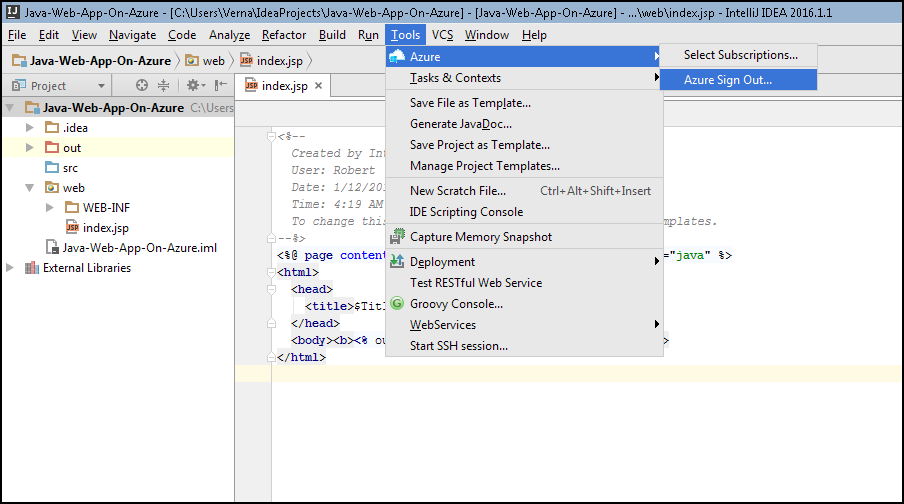 Java-Web-App-On-Azure - [C:\Users\Verna\IdeaProjects\Java-Web-App-On-Azure] - [Java-Web-App-On-Azure] - ...\web\index.jsp - IntelliJ IDEA 2016.1.1
File Edit View Navigate Code Analyze Refactor Build Run Tools VCS Window Help
Java-Web-App-On-Azure web index.jsp
Project
index.jsp
Java-Web-App-On-Azure C:\Users
.idea
out
src
web
WEB-INF
index.jsp
Java-Web-App-On-Azure.iml
External Libraries
<%--
Created by Int
User: Robert
Date: 1/12/20
Time: 4:19 AM
To change this mplates.
--%>
<%@ page content ="java" %>
<html>
<head>
<title>$Titl
</head>
<body><b><% ou >
</html>
Azure
Tasks & Contexts
Save File as Template...
Generate JavaDoc...
Save Project as Template...
Manage Project Templates...
New Scratch File... Ctrl+Alt+Shift+Insert
IDE Scripting Console
Capture Memory Snapshot
Deployment
Test RESTful Web Service
Groovy Console...
WebServices
Start SSH session...
Select Subscriptions...
Azure Sign Out...